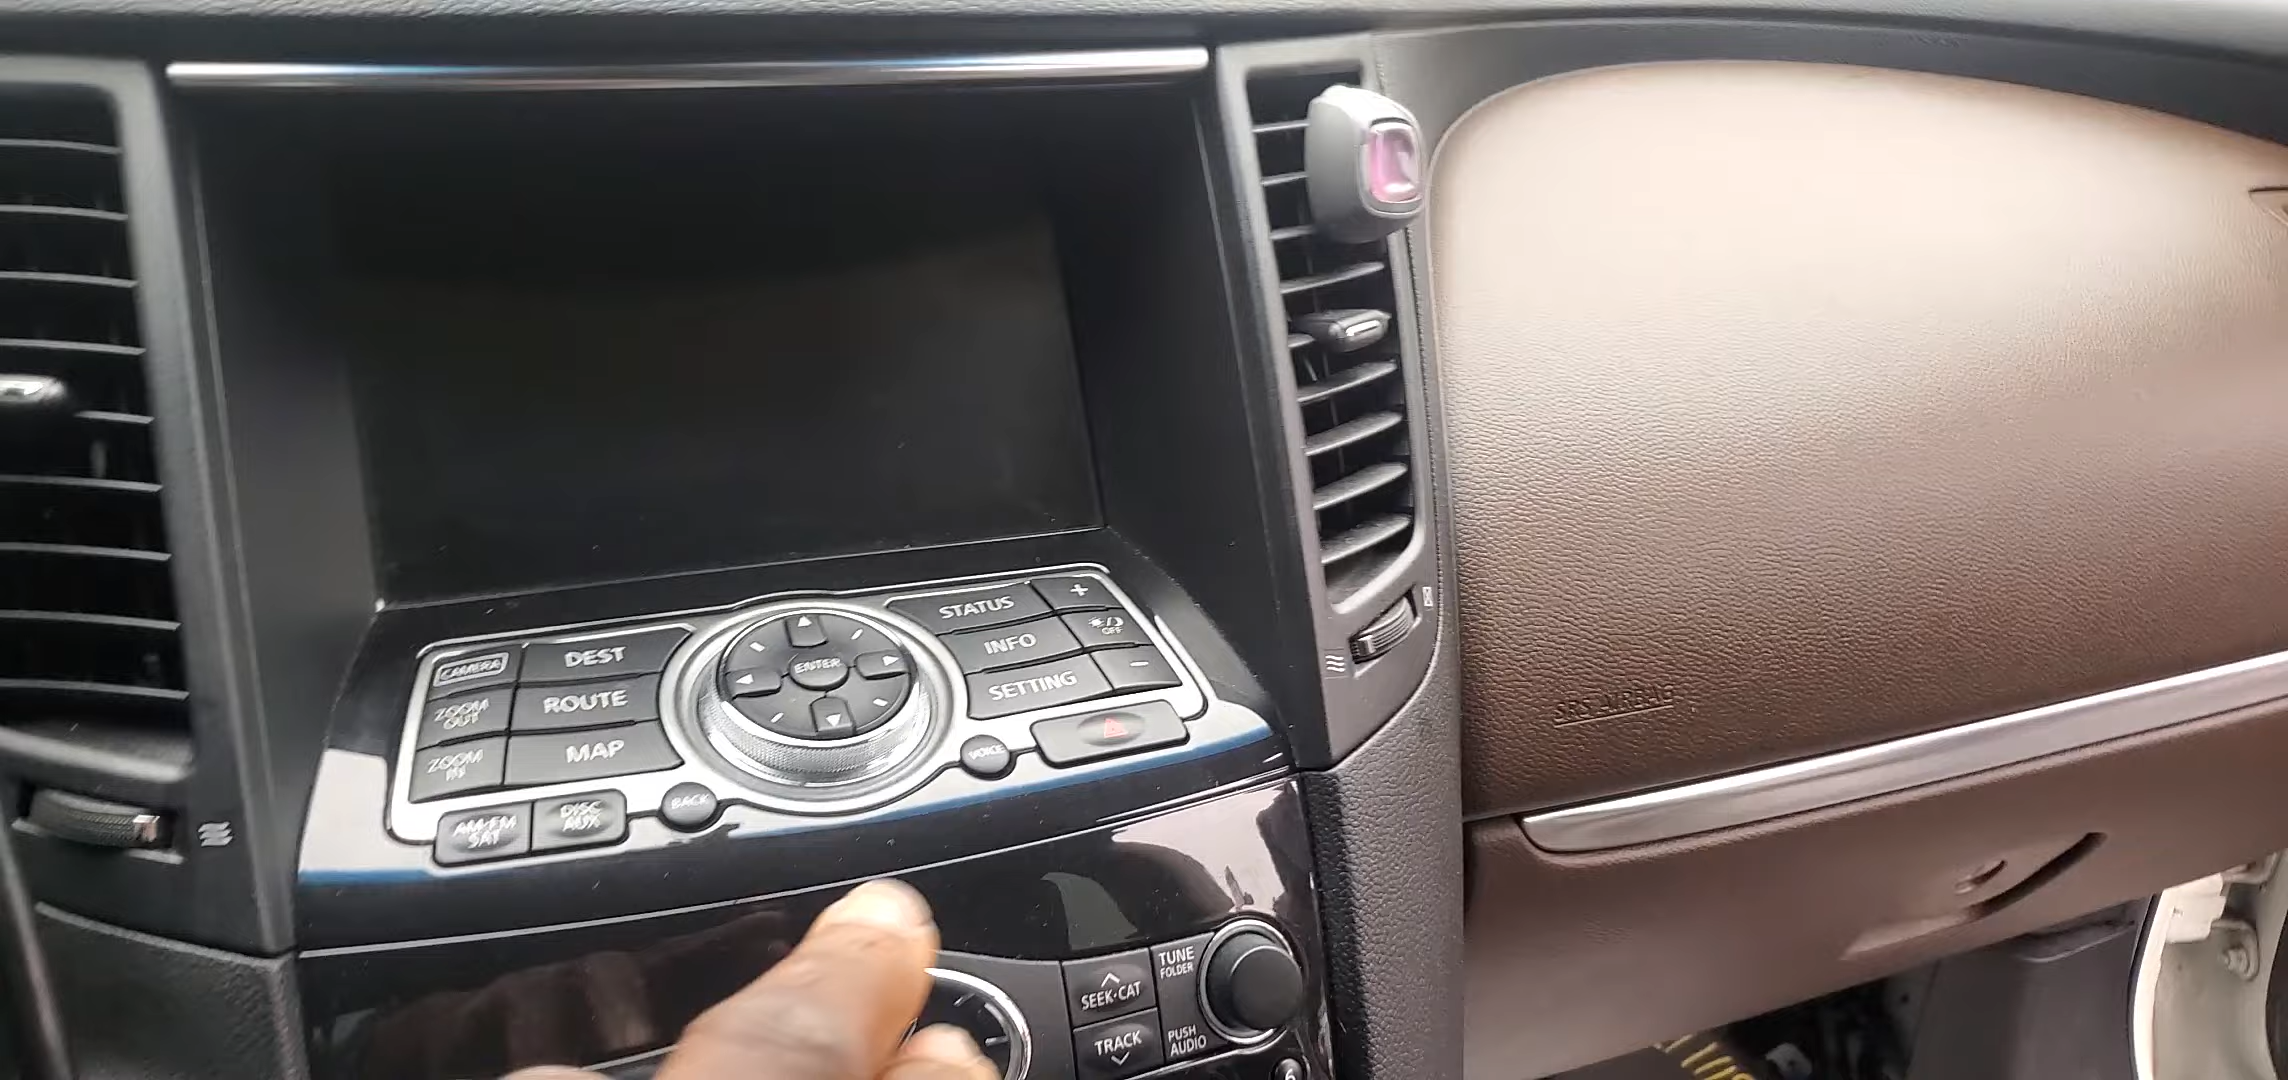 CAMERA
DEST
STATUS
+
ZOOM
OUT
ROUTE
ENTER
INFO
OFF
ZOOM
IN
MAP
SETTING
-
VOICE
AM·FM
SAT
DISC
AUX
BACK
SRS AIRBAG
SEEK·CAT
TUNE
FOLDER
TRACK
PUSH
AUDIO
6